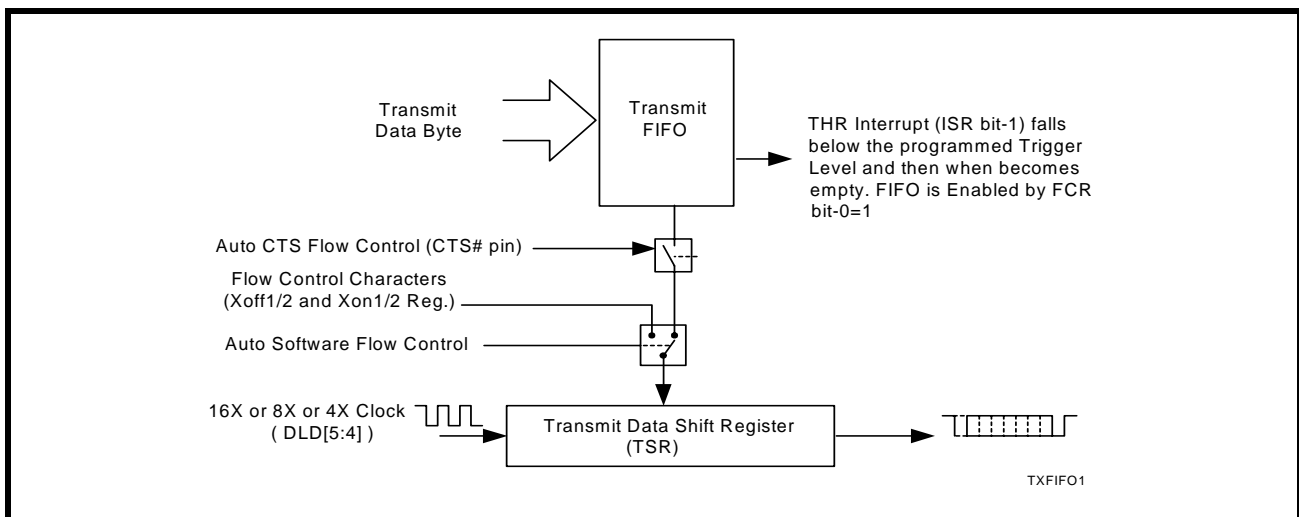 Transmit
Data Byte
Transmit
FIFO
THR Interrupt (ISR bit-1) falls
below the programmed Trigger
Level and then when becomes
empty. FIFO is Enabled by FCR
bit-0=1
Auto CTS Flow Control (CTS# pin)
Flow Control Characters
(Xoff1/2 and Xon1/2 Reg.)
Auto Software Flow Control
16X or 8X or 4X Clock
( DLD[5:4] )
Transmit Data Shift Register
(TSR)
TXFIFO1